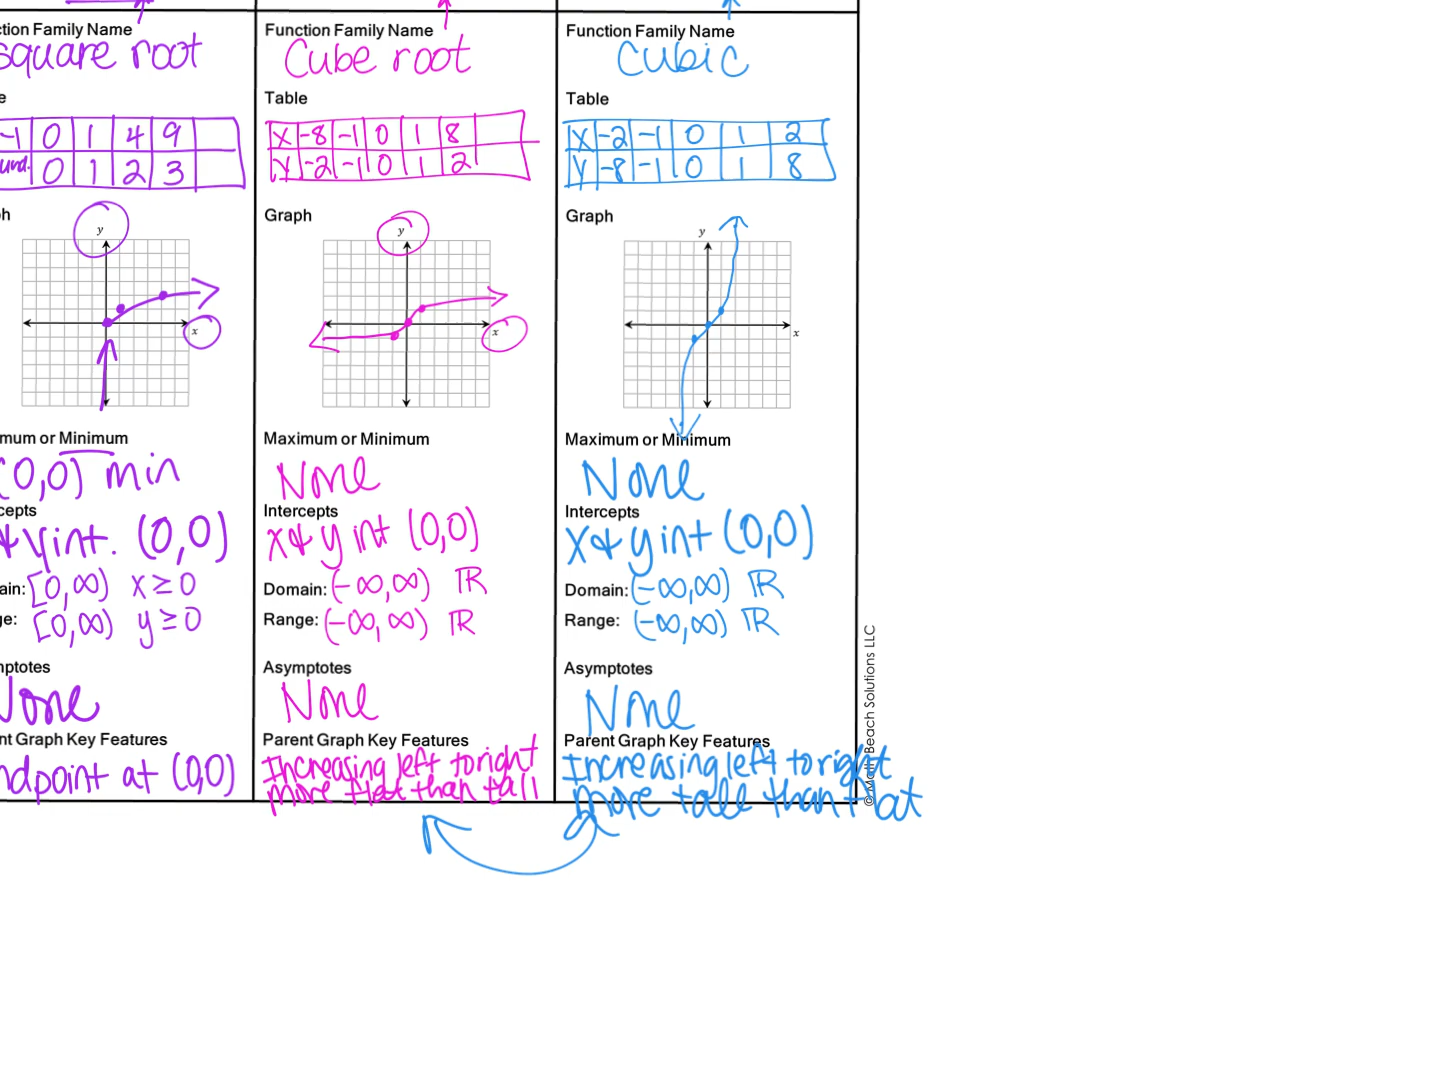 ction Family Name
square root
e
-1 0 1 4 9
und. 0 1 2 3
h
y
x
mum or Minimum
(0,0) min
cepts
& y int. (0,0)
ain: [0,∞) x≥0
ge: [0,∞) y≥0
nptotes
None
nt Graph Key Features
ndpoint at (0,0)
Function Family Name
Cube root
Table
X -8 -1 0 1 8
Y -2 -1 0 1 2
Graph
y
x
Maximum or Minimum
None
Intercepts
x & y int (0,0)
Domain: (-∞,∞) ℝ
Range: (-∞,∞) ℝ
Asymptotes
None
Parent Graph Key Features
Increasing left to right
more flat than tall
Function Family Name
Cubic
Table
X -2 -1 0 1 2
Y -8 -1 0 1 8
Graph
y
x
Maximum or Minimum
None
Intercepts
X & y int (0,0)
Domain: (-∞,∞) ℝ
Range: (-∞,∞) ℝ
Asymptotes
None
Parent Graph Key Features
Increasing left to right
more tall than flat
© Math Beach Solutions LLC